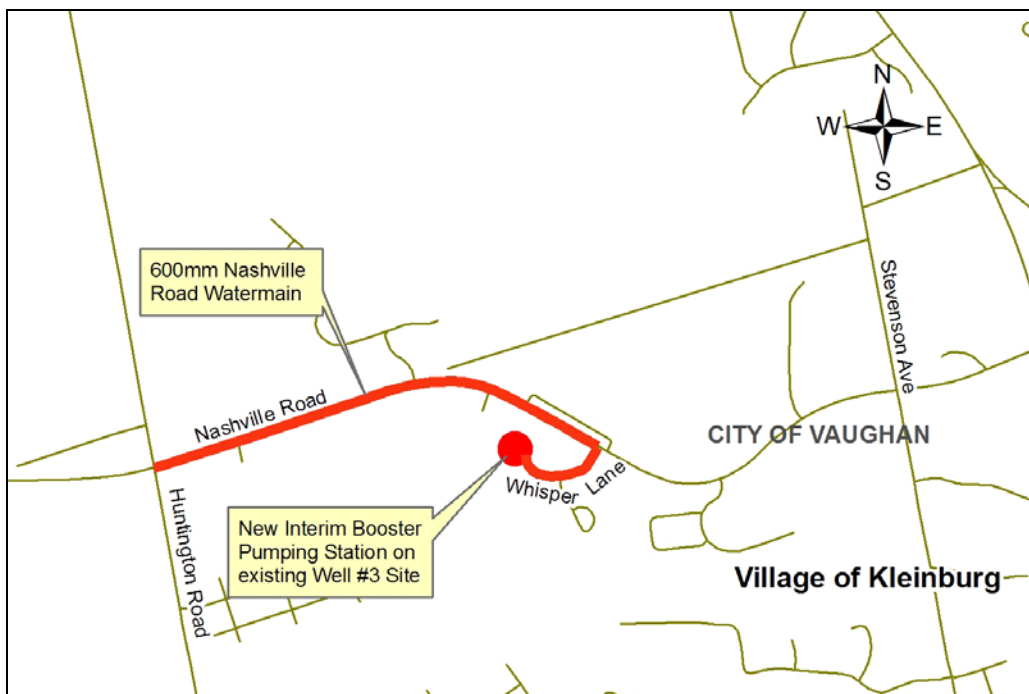 N
W E
S
600mm Nashville
Road Watermain
Stevenson Ave
Nashville Road
CITY OF VAUGHAN
Whisper Lane
Huntington Road
New Interim Booster
Pumping Station on
existing Well #3 Site
Village of Kleinburg